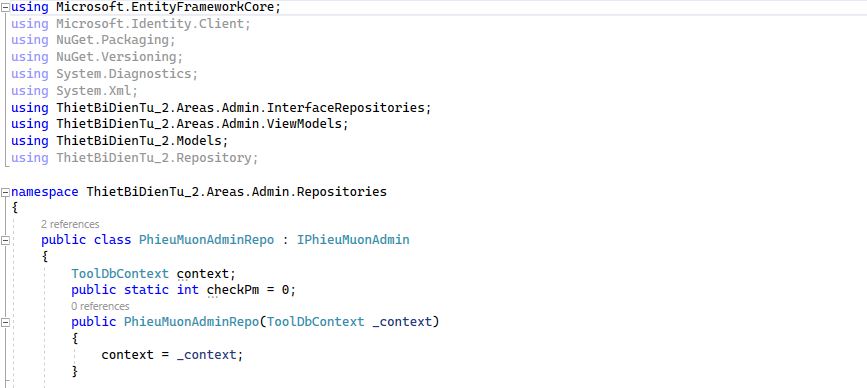 using Microsoft.EntityFrameworkCore;
using Microsoft.Identity.Client;
using NuGet.Packaging;
using NuGet.Versioning;
using System.Diagnostics;
using System.Xml;
using ThietBiDienTu_2.Areas.Admin.InterfaceRepositories;
using ThietBiDienTu_2.Areas.Admin.ViewModels;
using ThietBiDienTu_2.Models;
using ThietBiDienTu_2.Repository;

namespace ThietBiDienTu_2.Areas.Admin.Repositories
{
2 references
public class PhieuMuonAdminRepo : IPhieuMuonAdmin
{
ToolDbContext context;
public static int checkPm = 0;
0 references
public PhieuMuonAdminRepo(ToolDbContext _context)
{
context = _context;
}